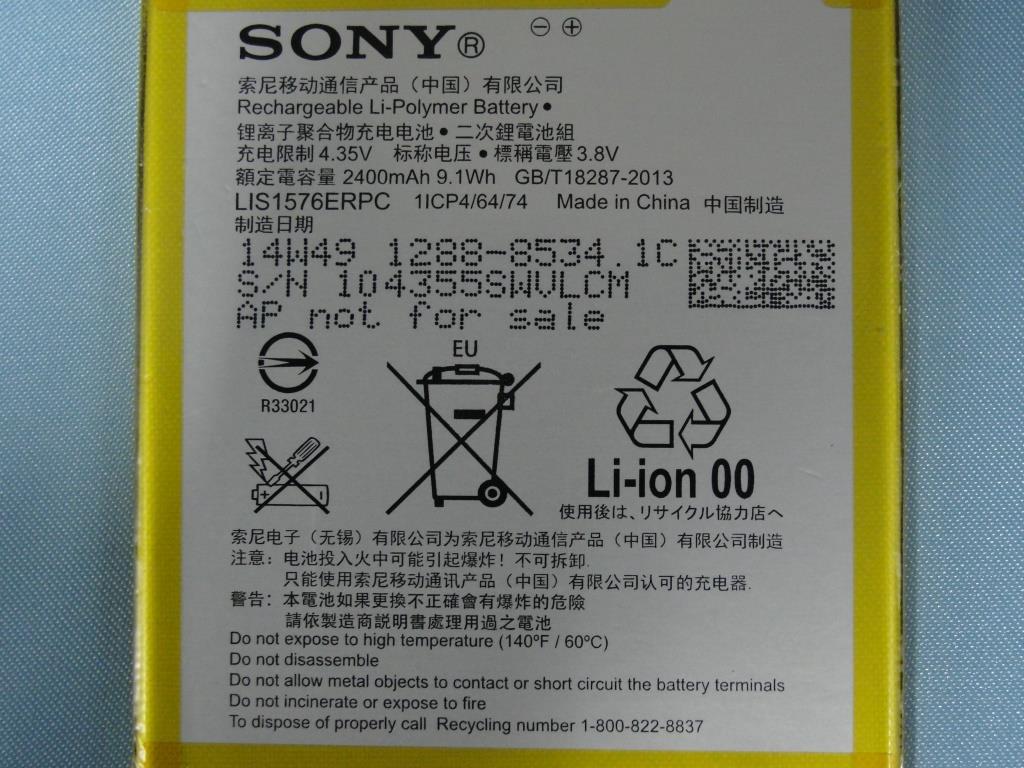 SONY® ⊖ ⊕
索尼移动通信产品（中国）有限公司
Rechargeable Li-Polymer Battery •
锂离子聚合物充电电池 • 二次鋰電池組
充电限制 4.35V 标称电压 • 標稱電壓 3.8V
額定電容量 2400mAh 9.1Wh GB/T18287-2013
LIS1576ERPC 1ICP4/64/74 Made in China 中国制造
制造日期
14W49 1288-8534.1C
S/N 104355SWVLCM
AP not for sale
EU
R33021
Li-ion 00
使用後は、リサイクル協力店へ
索尼电子（无锡）有限公司为索尼移动通信产品（中国）有限公司制造
注意：电池投入火中可能引起爆炸！不可拆卸.
只能使用索尼移动通讯产品（中国）有限公司认可的充电器.
警告：本電池如果更換不正確會有爆炸的危險
請依製造商説明書處理用過之電池
Do not expose to high temperature (140ºF / 60ºC)
Do not disassemble
Do not allow metal objects to contact or short circuit the battery terminals
Do not incinerate or expose to fire
To dispose of properly call Recycling number 1-800-822-8837